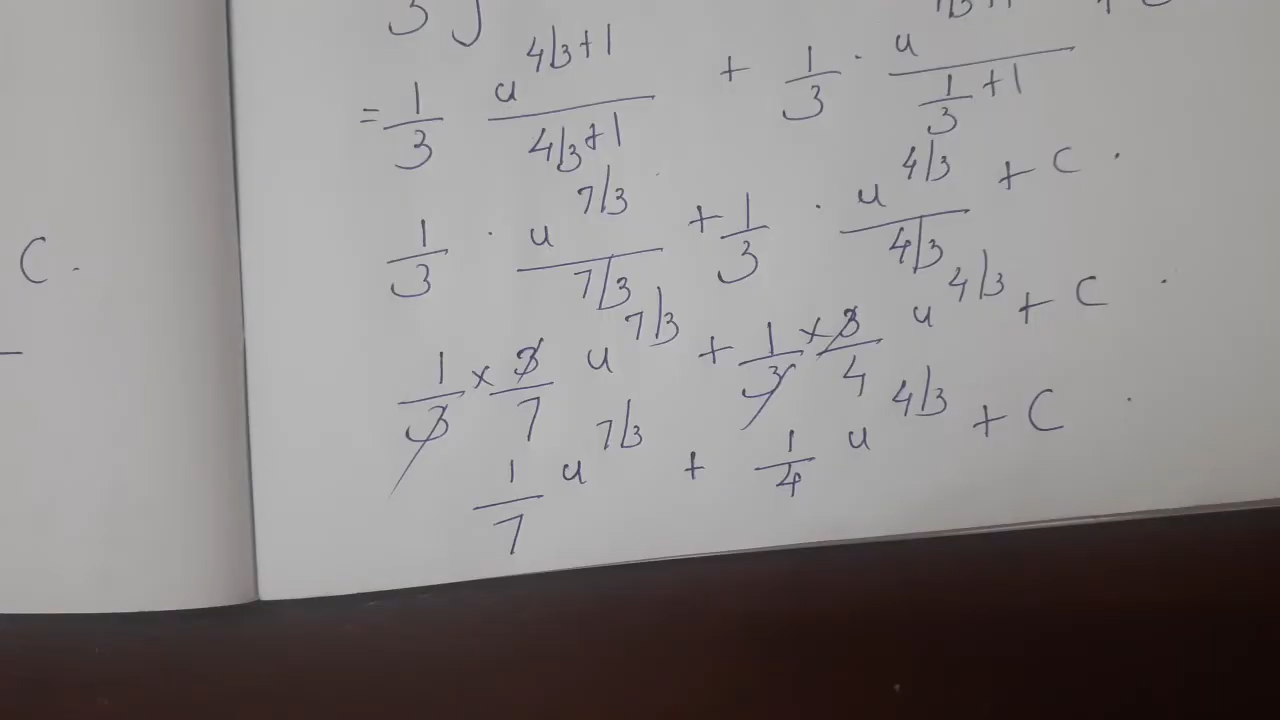 3 ∫
= 1/3 u^(4/3+1)/(4/3+1) + 1/3 · u^(1/3+1)/(1/3+1)
1/3 · u^(7/3)/(7/3) + 1/3 · u^(4/3)/(4/3) + C.
C.
1/3 × 3/7 u^(7/3) + 1/3 × 3/4 u^(4/3) + C.
1/7 u^(7/3) + 1/4 u^(4/3) + C.